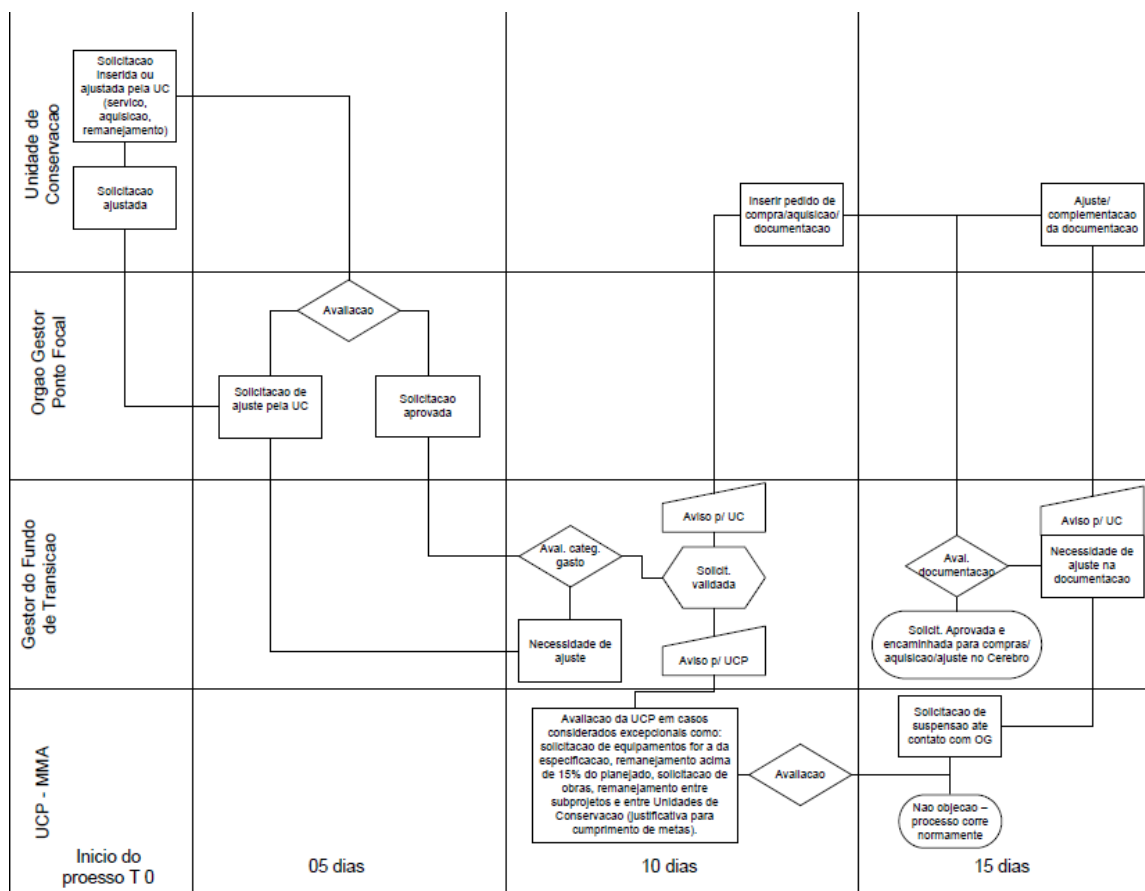 Unidade de
Conservacao
Solicitacao
inserida ou
ajustada pela UC
(servico,
aquisicao,
remanejamento)
Solicitacao
ajustada
Inserir pedido de
compra/aquisicao/
documentacao
Ajuste/
complementacao
da documentacao
Orgao Gestor
Ponto Focal
Avaliacao
Solicitacao de
ajuste pela UC
Solicitacao
aprovada
Gestor do Fundo
de Transicao
Aval. categ.
gasto
Necessidade de
ajuste
Aviso p/ UC
Solicit.
validada
Aviso p/ UCP
Aval.
documentacao
Aviso p/ UC
Necessidade de
ajuste na
documentacao
Solicit. Aprovada e
encaminhada para compras/
aquisicao/ajuste no Cerebro
UCP - MMA
Avaliacao da UCP em casos
considerados excepcionais como:
solicitacao de equipamentos for a da
especificacao, remanejamento acima
de 15% do planejado, solicitacao de
obras, remanejamento entre
subprojetos e entre Unidades de
Conservacao (justificativa para
cumprimento de metas).
Avaliacao
Solicitacao de
suspensao ate
contato com OG
Nao objecao –
processo corre
normamente
Inicio do
proesso T 0
05 dias
10 dias
15 dias